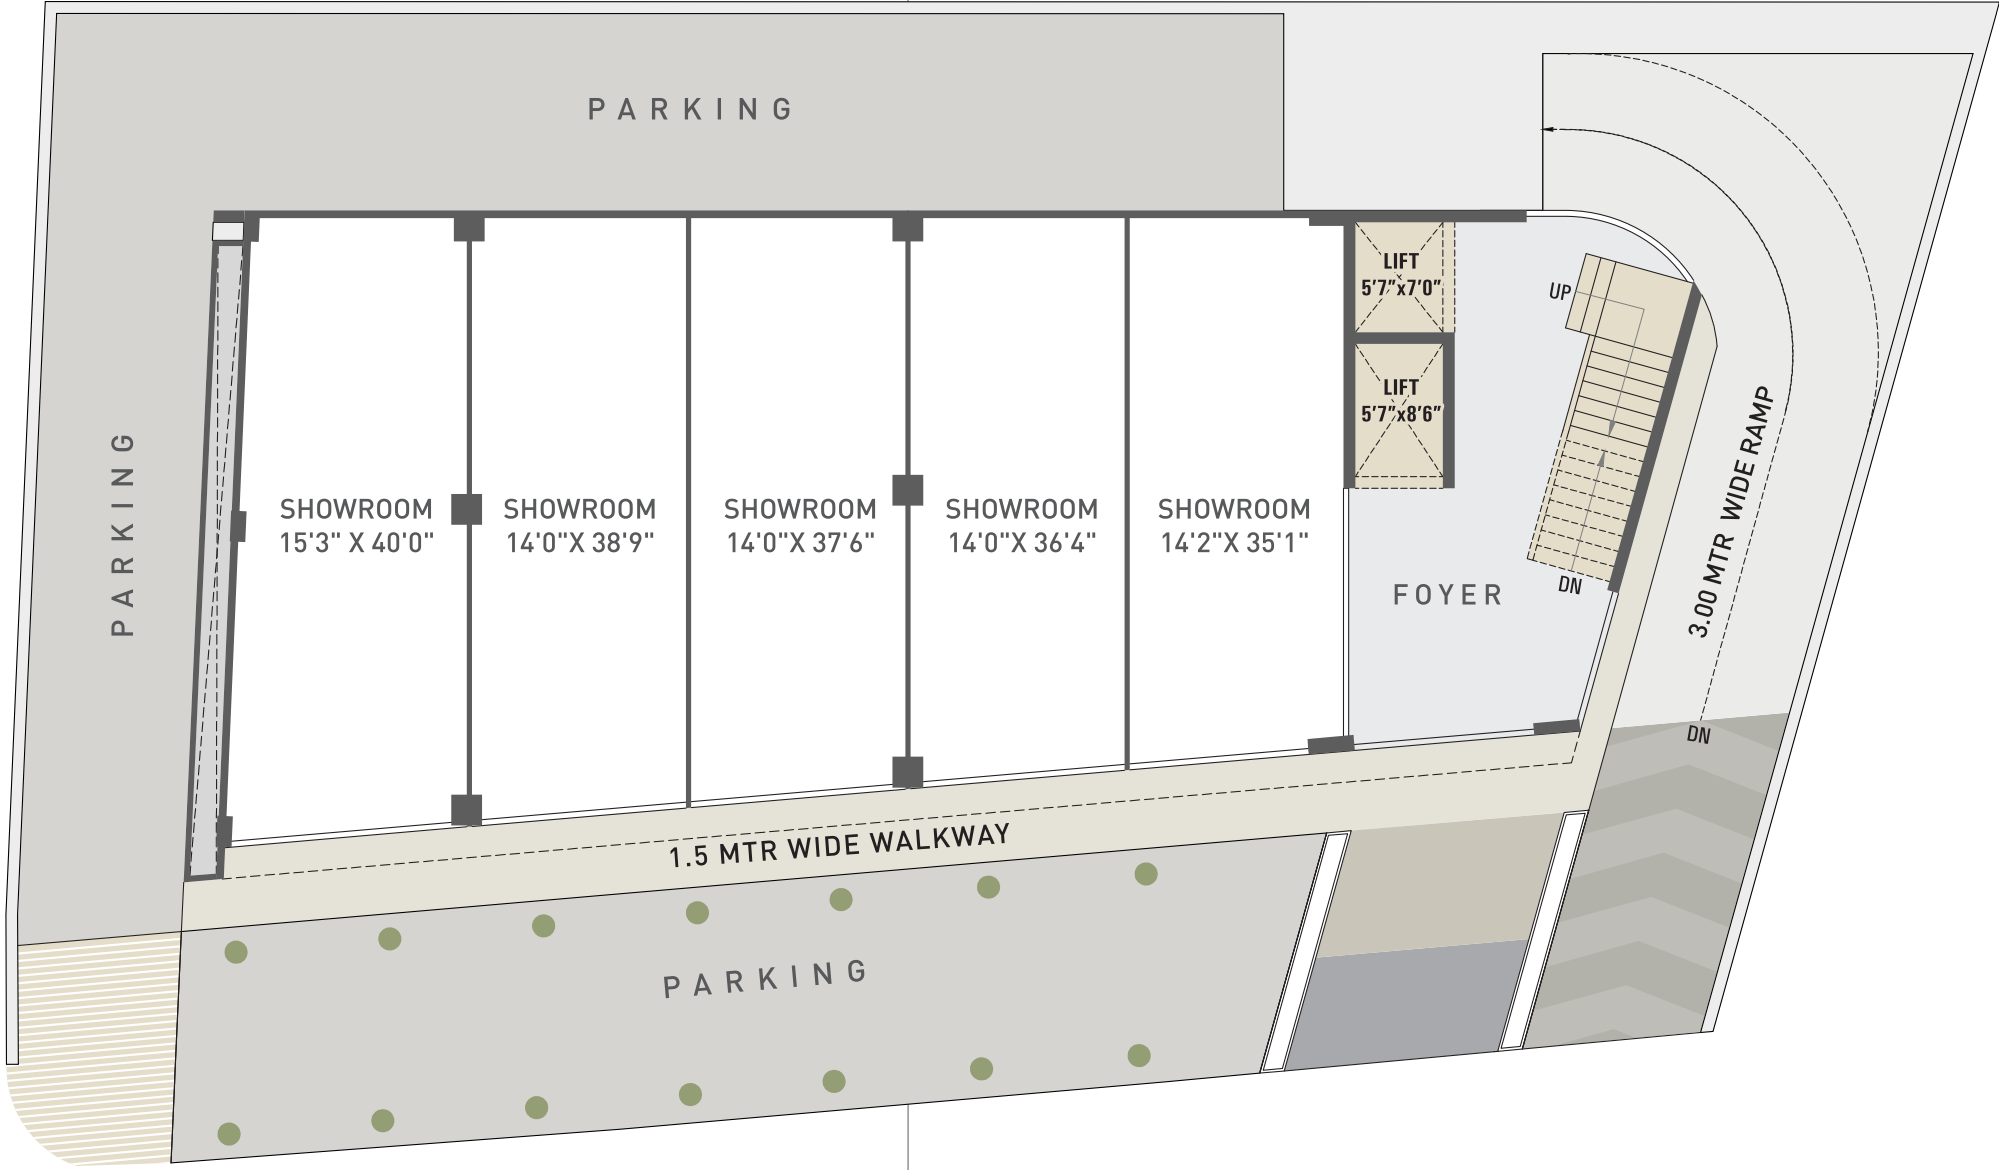 PARKING
LIFT
5'7"x7'0"
UP
LIFT
5'7"x8'6"
PARKING
SHOWROOM
15'3" X 40'0"
SHOWROOM
14'0"X 38'9"
SHOWROOM
14'0"X 37'6"
SHOWROOM
14'0"X 36'4"
SHOWROOM
14'2"X 35'1"
3.00 MTR WIDE RAMP
DN
FOYER
DN
1.5 MTR WIDE WALKWAY
PARKING